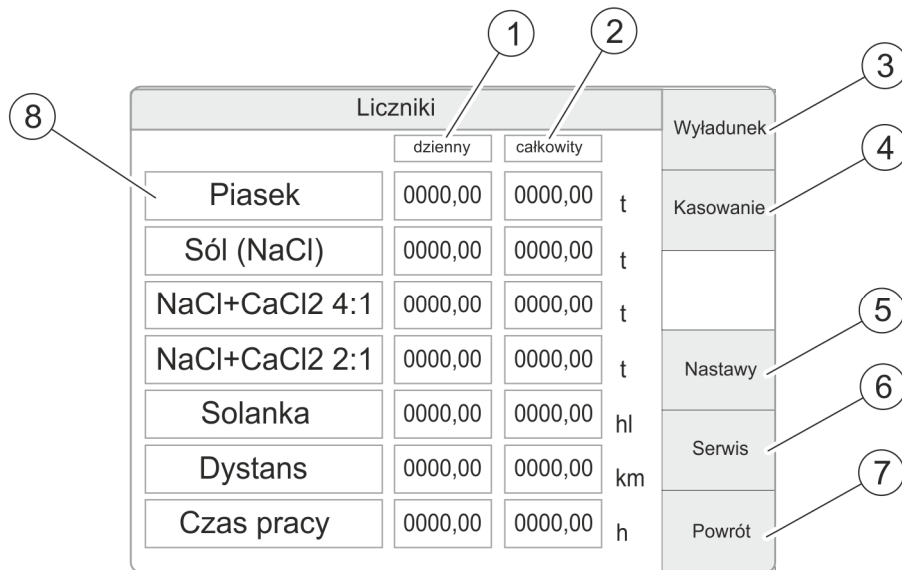 1
2
3
8
Liczniki
Wyładunek
dzienny całkowity
4
Piasek 0000,00 0000,00 t
Kasowanie
Sól (NaCl) 0000,00 0000,00 t
NaCl+CaCl2 4:1 0000,00 0000,00 t
5
NaCl+CaCl2 2:1 0000,00 0000,00 t
Nastawy
6
Solanka 0000,00 0000,00 hl
Serwis
Dystans 0000,00 0000,00 km
7
Czas pracy 0000,00 0000,00 h
Powrót